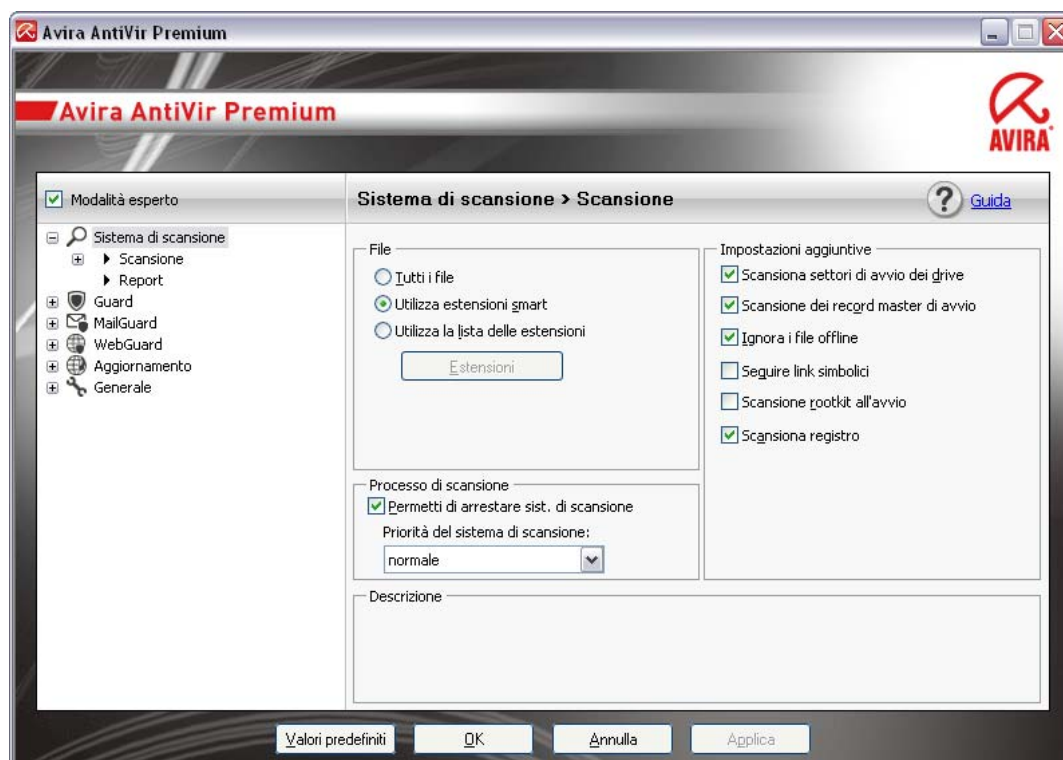 Avira AntiVir Premium
Avira AntiVir Premium
AVIRA
Modalità esperto
Sistema di scansione > Scansione
? Guida
Sistema di scansione
Scansione
Report
Guard
MailGuard
WebGuard
Aggiornamento
Generale
File
Tutti i file
Utilizza estensioni smart
Utilizza la lista delle estensioni
Estensioni
Impostazioni aggiuntive
Scansiona settori di avvio dei drive
Scansione dei record master di avvio
Ignora i file offline
Seguire link simbolici
Scansione rootkit all'avvio
Scansiona registro
Processo di scansione
Permetti di arrestare sist. di scansione
Priorità del sistema di scansione:
normale
Descrizione
Valori predefiniti
OK
Annulla
Applica